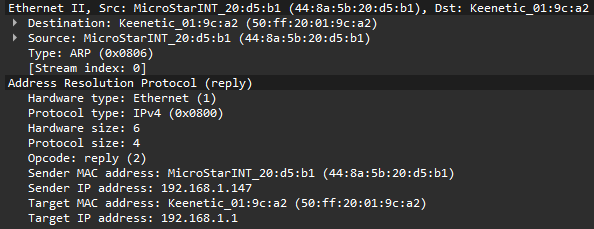 Ethernet II, Src: MicroStarINT_20:d5:b1 (44:8a:5b:20:d5:b1), Dst: Keenetic_01:9c:a2
Destination: Keenetic_01:9c:a2 (50:ff:20:01:9c:a2)
Source: MicroStarINT_20:d5:b1 (44:8a:5b:20:d5:b1)
Type: ARP (0x0806)
[Stream index: 0]
Address Resolution Protocol (reply)
Hardware type: Ethernet (1)
Protocol type: IPv4 (0x0800)
Hardware size: 6
Protocol size: 4
Opcode: reply (2)
Sender MAC address: MicroStarINT_20:d5:b1 (44:8a:5b:20:d5:b1)
Sender IP address: 192.168.1.147
Target MAC address: Keenetic_01:9c:a2 (50:ff:20:01:9c:a2)
Target IP address: 192.168.1.1